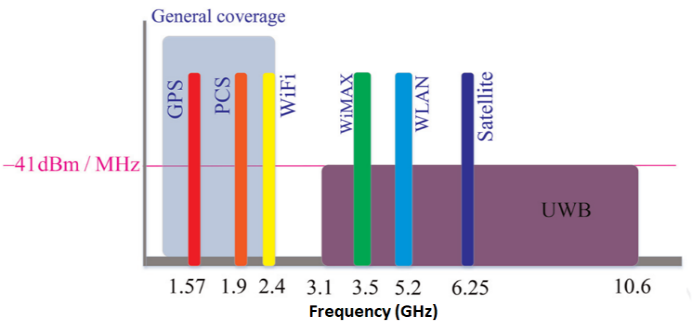 General coverage
GPS
PCS
WiFi
WiMAX
WLAN
Satellite
–41dBm / MHz
UWB
1.57 1.9 2.4 3.1 3.5 5.2 6.25 10.6
Frequency (GHz)